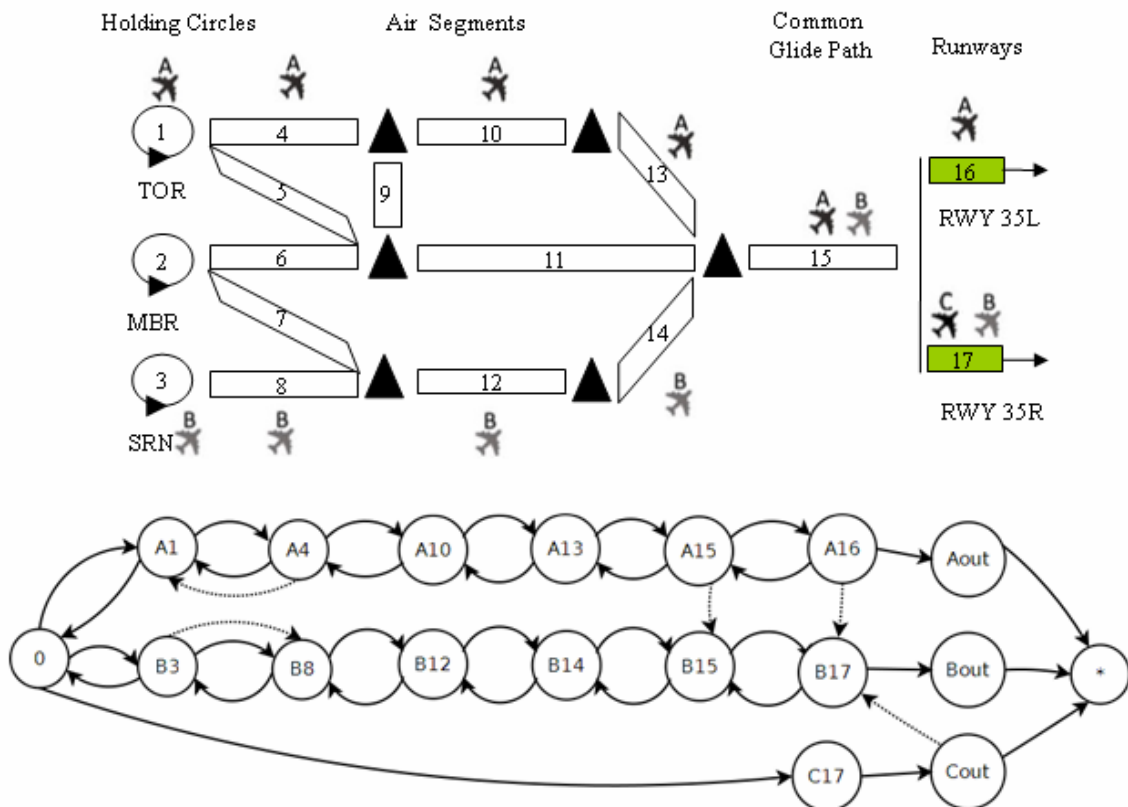 Holding Circles
Air Segments
Common
Glide Path
Runways
A
A
A
A
A
A B
C B
B
B
B
B
1
4
10
13
16
TOR
5
9
RWY 35L
2
6
11
15
MBR
7
14
3
8
12
17
SRN
RWY 35R
A1
A4
A10
A13
A15
A16
Aout
0
B3
B8
B12
B14
B15
B17
Bout
*
C17
Cout